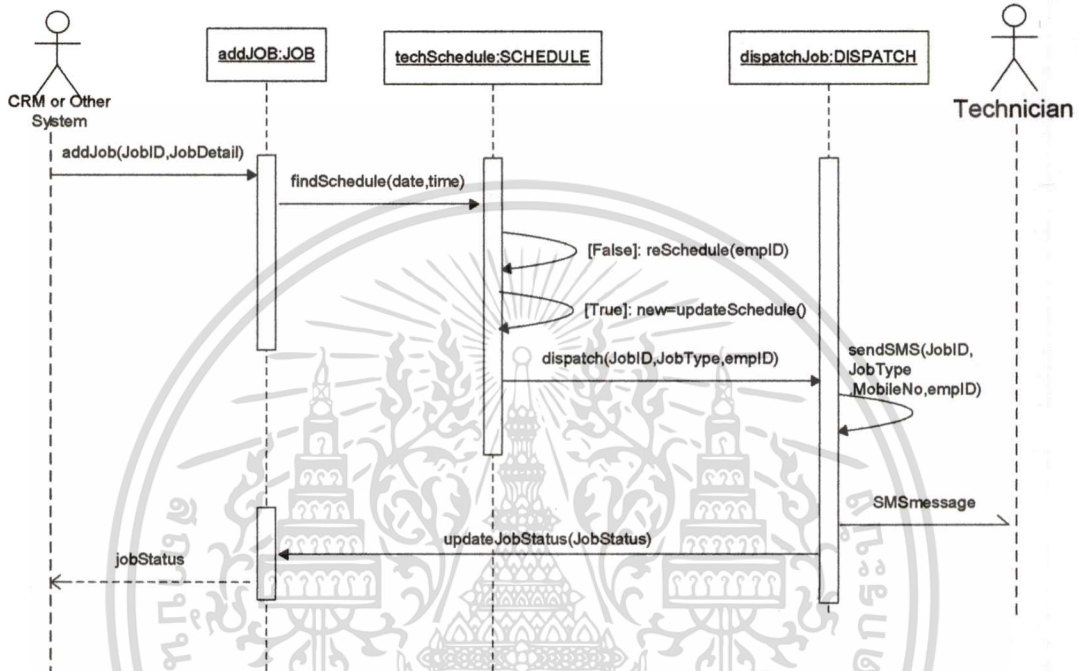 addJOB:JOB
techSchedule:SCHEDULE
dispatchJob:DISPATCH
CRM or Other
System
Technician
addJob(JobID,JobDetail)
findSchedule(date,time)
[False]: reSchedule(empID)
[True]: new=updateSchedule()
dispatch(JobID,JobType,empID)
sendSMS(JobID,
JobType
,MobileNo,empID)
SMSmessage
updateJobStatus(JobStatus)
jobStatus